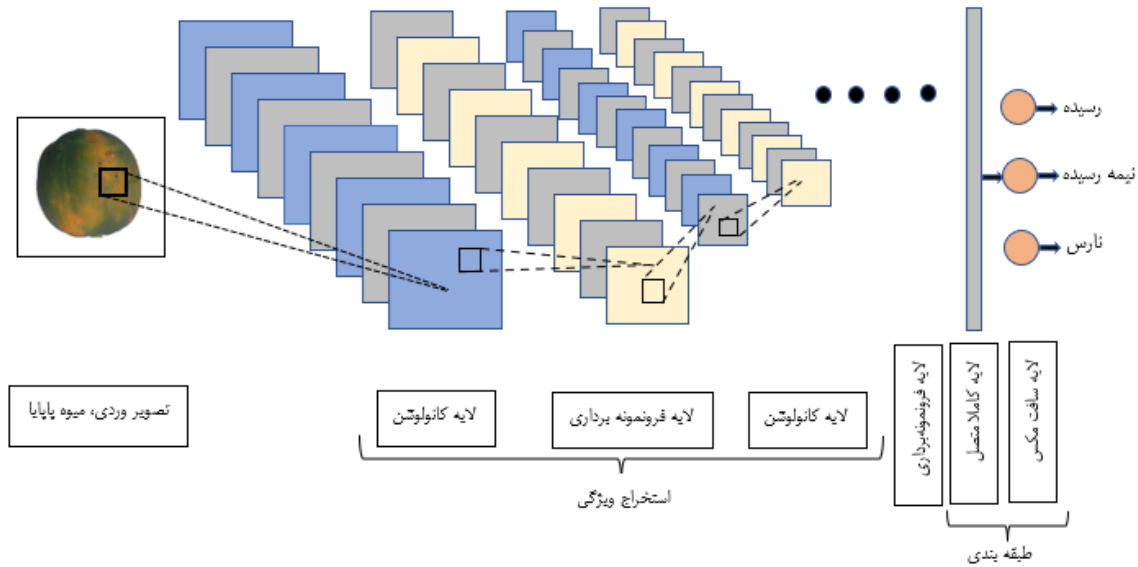 رسیده
نیمه رسیده
نارس
تصویر وردی، میوه پاپایا
لایه کانولوشن
لایه فرونمونه برداری
لایه کانولوشن
لایه فرونمونه‌برداری
لایه کاملا متصل
لایه سافت مکس
استخراج ویژگی
طبقه بندی